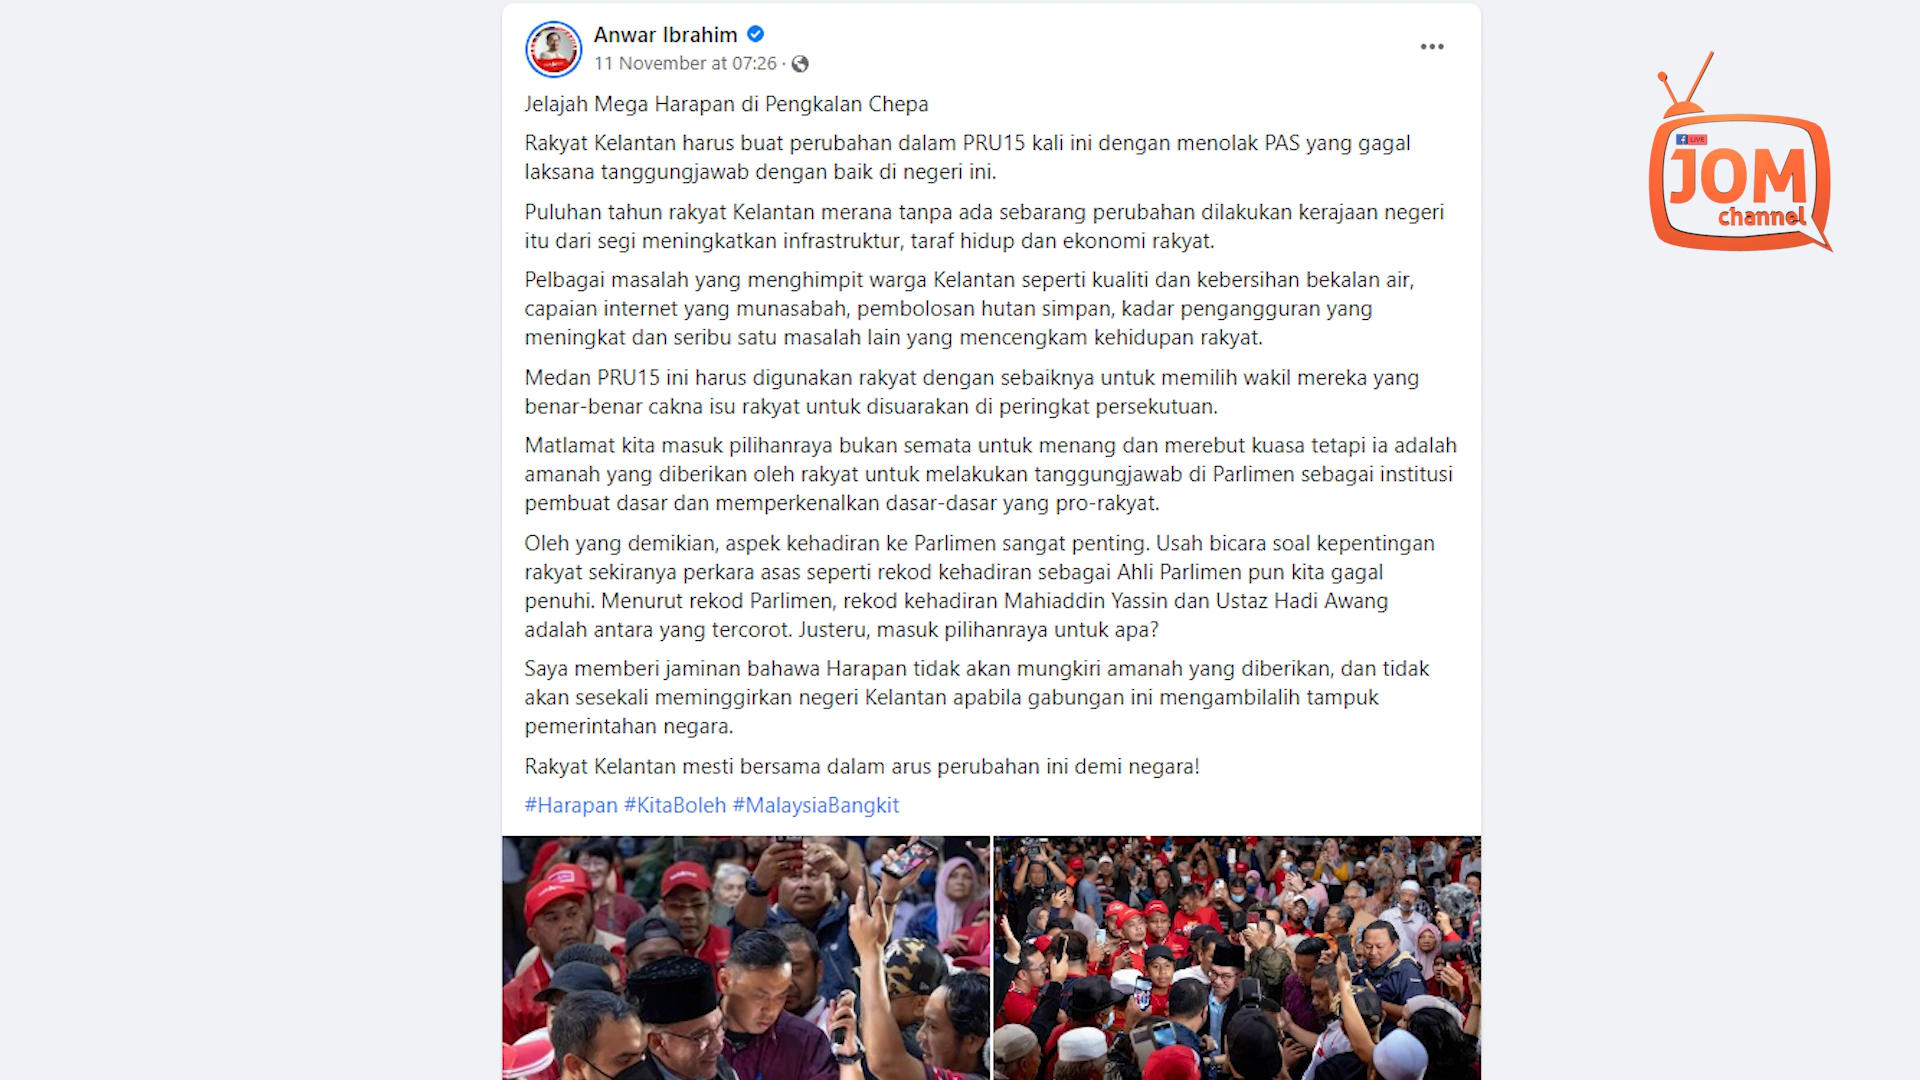 Anwar Ibrahim
11 November at 07:26 ·
Jelajah Mega Harapan di Pengkalan Chepa
Rakyat Kelantan harus buat perubahan dalam PRU15 kali ini dengan menolak PAS yang gagal
laksana tanggungjawab dengan baik di negeri ini.
Puluhan tahun rakyat Kelantan merana tanpa ada sebarang perubahan dilakukan kerajaan negeri
itu dari segi meningkatkan infrastruktur, taraf hidup dan ekonomi rakyat.
Pelbagai masalah yang menghimpit warga Kelantan seperti kualiti dan kebersihan bekalan air,
capaian internet yang munasabah, pembolosan hutan simpan, kadar pengangguran yang
meningkat dan seribu satu masalah lain yang mencengkam kehidupan rakyat.
Medan PRU15 ini harus digunakan rakyat dengan sebaiknya untuk memilih wakil mereka yang
benar-benar cakna isu rakyat untuk disuarakan di peringkat persekutuan.
Matlamat kita masuk pilihanraya bukan semata untuk menang dan merebut kuasa tetapi ia adalah
amanah yang diberikan oleh rakyat untuk melakukan tanggungjawab di Parlimen sebagai institusi
pembuat dasar dan memperkenalkan dasar-dasar yang pro-rakyat.
Oleh yang demikian, aspek kehadiran ke Parlimen sangat penting. Usah bicara soal kepentingan
rakyat sekiranya perkara asas seperti rekod kehadiran sebagai Ahli Parlimen pun kita gagal
penuhi. Menurut rekod Parlimen, rekod kehadiran Mahiaddin Yassin dan Ustaz Hadi Awang
adalah antara yang tercorot. Justeru, masuk pilihanraya untuk apa?
Saya memberi jaminan bahawa Harapan tidak akan mungkiri amanah yang diberikan, dan tidak
akan sesekali meminggirkan negeri Kelantan apabila gabungan ini mengambilalih tampuk
pemerintahan negara.
Rakyat Kelantan mesti bersama dalam arus perubahan ini demi negara!
#Harapan #KitaBoleh #MalaysiaBangkit
LIVE
JOM
channel